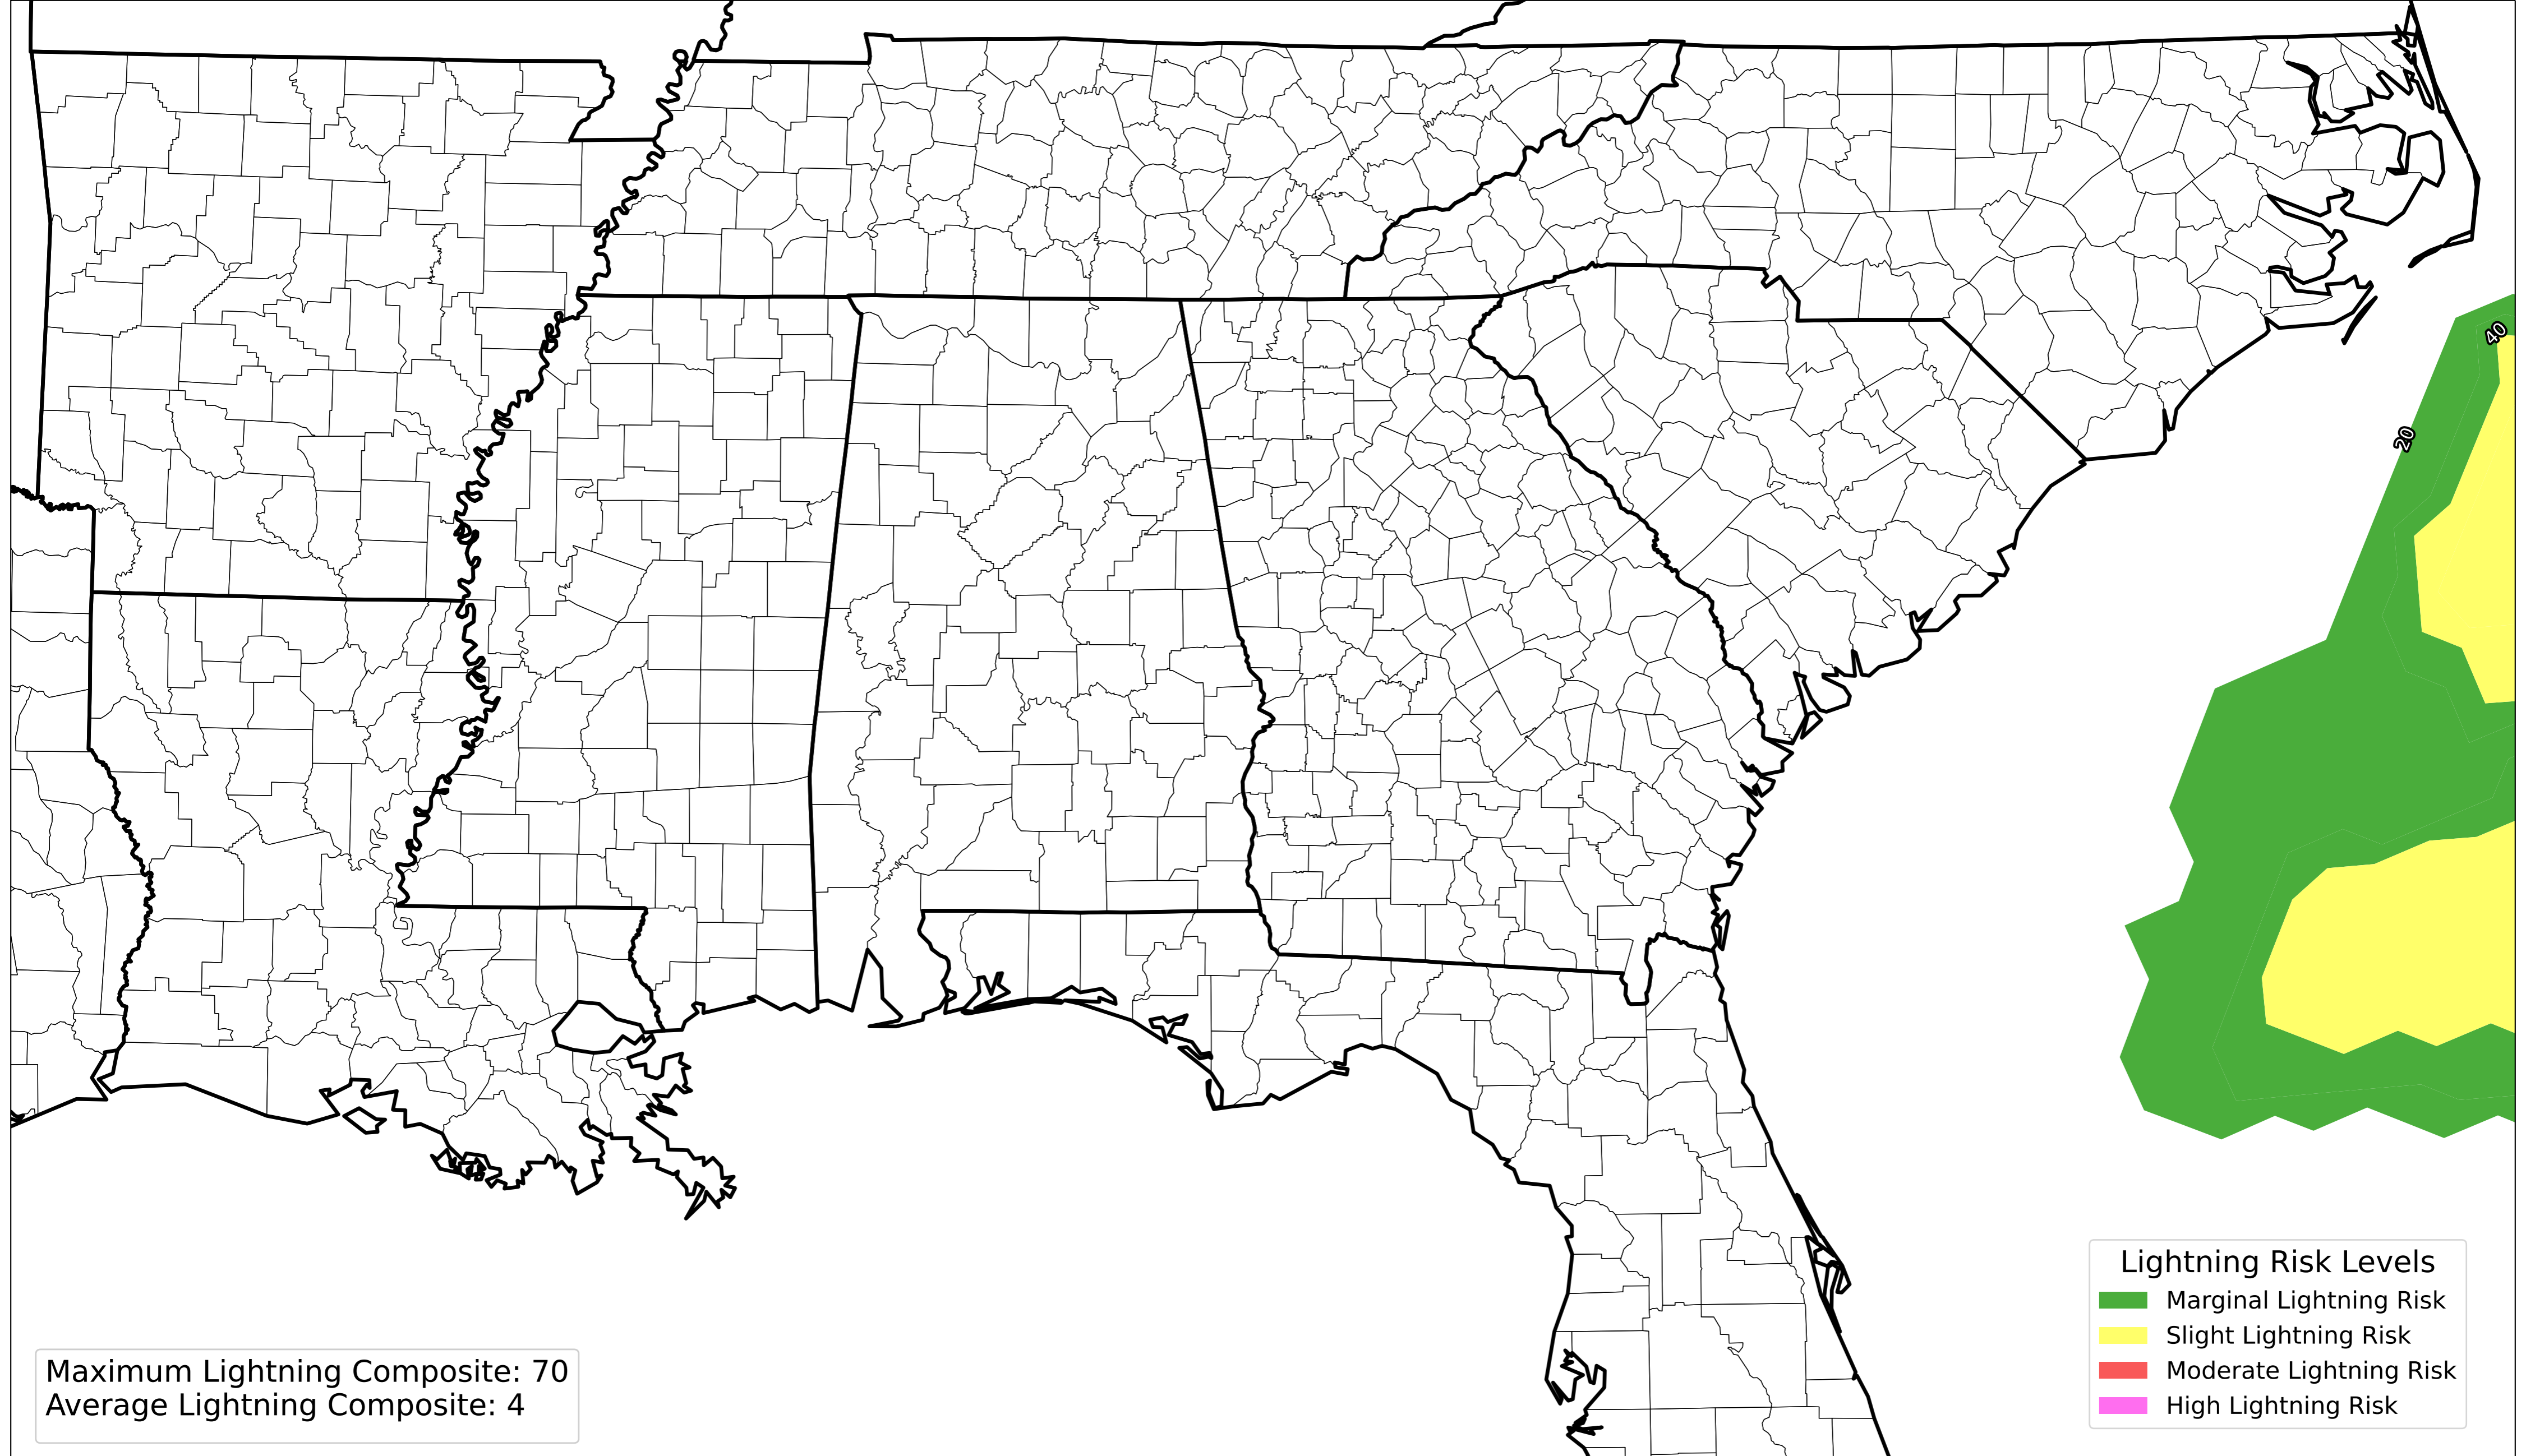 40
20
Lightning Risk Levels
Marginal Lightning Risk
Slight Lightning Risk
Moderate Lightning Risk
High Lightning Risk
Maximum Lightning Composite: 70
Average Lightning Composite: 4